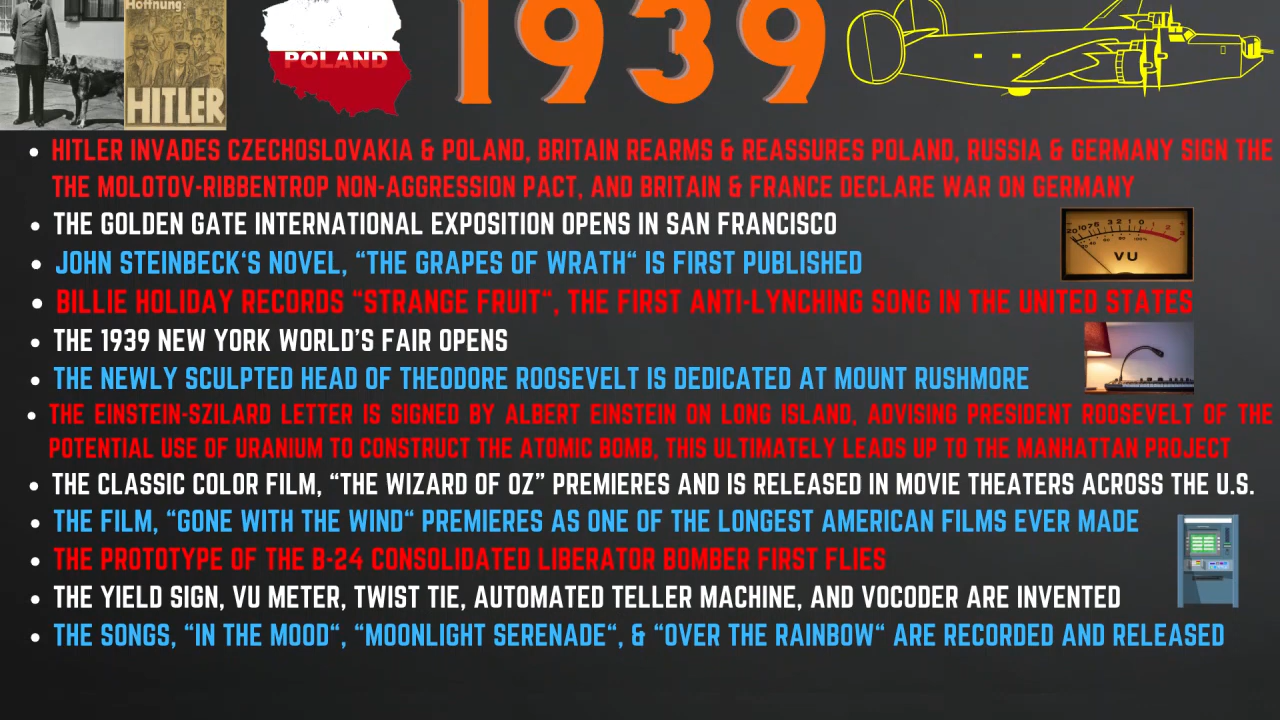 Hoffnung:
HITLER
POLAND
1939
HITLER INVADES CZECHOSLOVAKIA & POLAND, BRITAIN REARMS & REASSURES POLAND, RUSSIA & GERMANY SIGN THE
THE MOLOTOV-RIBBENTROP NON-AGGRESSION PACT, AND BRITAIN & FRANCE DECLARE WAR ON GERMANY
THE GOLDEN GATE INTERNATIONAL EXPOSITION OPENS IN SAN FRANCISCO
JOHN STEINBECK‘S NOVEL, “THE GRAPES OF WRATH“ IS FIRST PUBLISHED
VU
BILLIE HOLIDAY RECORDS “STRANGE FRUIT“, THE FIRST ANTI-LYNCHING SONG IN THE UNITED STATES
THE 1939 NEW YORK WORLD’S FAIR OPENS
THE NEWLY SCULPTED HEAD OF THEODORE ROOSEVELT IS DEDICATED AT MOUNT RUSHMORE
THE EINSTEIN-SZILARD LETTER IS SIGNED BY ALBERT EINSTEIN ON LONG ISLAND, ADVISING PRESIDENT ROOSEVELT OF THE
POTENTIAL USE OF URANIUM TO CONSTRUCT THE ATOMIC BOMB, THIS ULTIMATELY LEADS UP TO THE MANHATTAN PROJECT
THE CLASSIC COLOR FILM, “THE WIZARD OF OZ” PREMIERES AND IS RELEASED IN MOVIE THEATERS ACROSS THE U.S.
THE FILM, “GONE WITH THE WIND“ PREMIERES AS ONE OF THE LONGEST AMERICAN FILMS EVER MADE
THE PROTOTYPE OF THE B-24 CONSOLIDATED LIBERATOR BOMBER FIRST FLIES
THE YIELD SIGN, VU METER, TWIST TIE, AUTOMATED TELLER MACHINE, AND VOCODER ARE INVENTED
THE SONGS, “IN THE MOOD“, “MOONLIGHT SERENADE“, & “OVER THE RAINBOW“ ARE RECORDED AND RELEASED